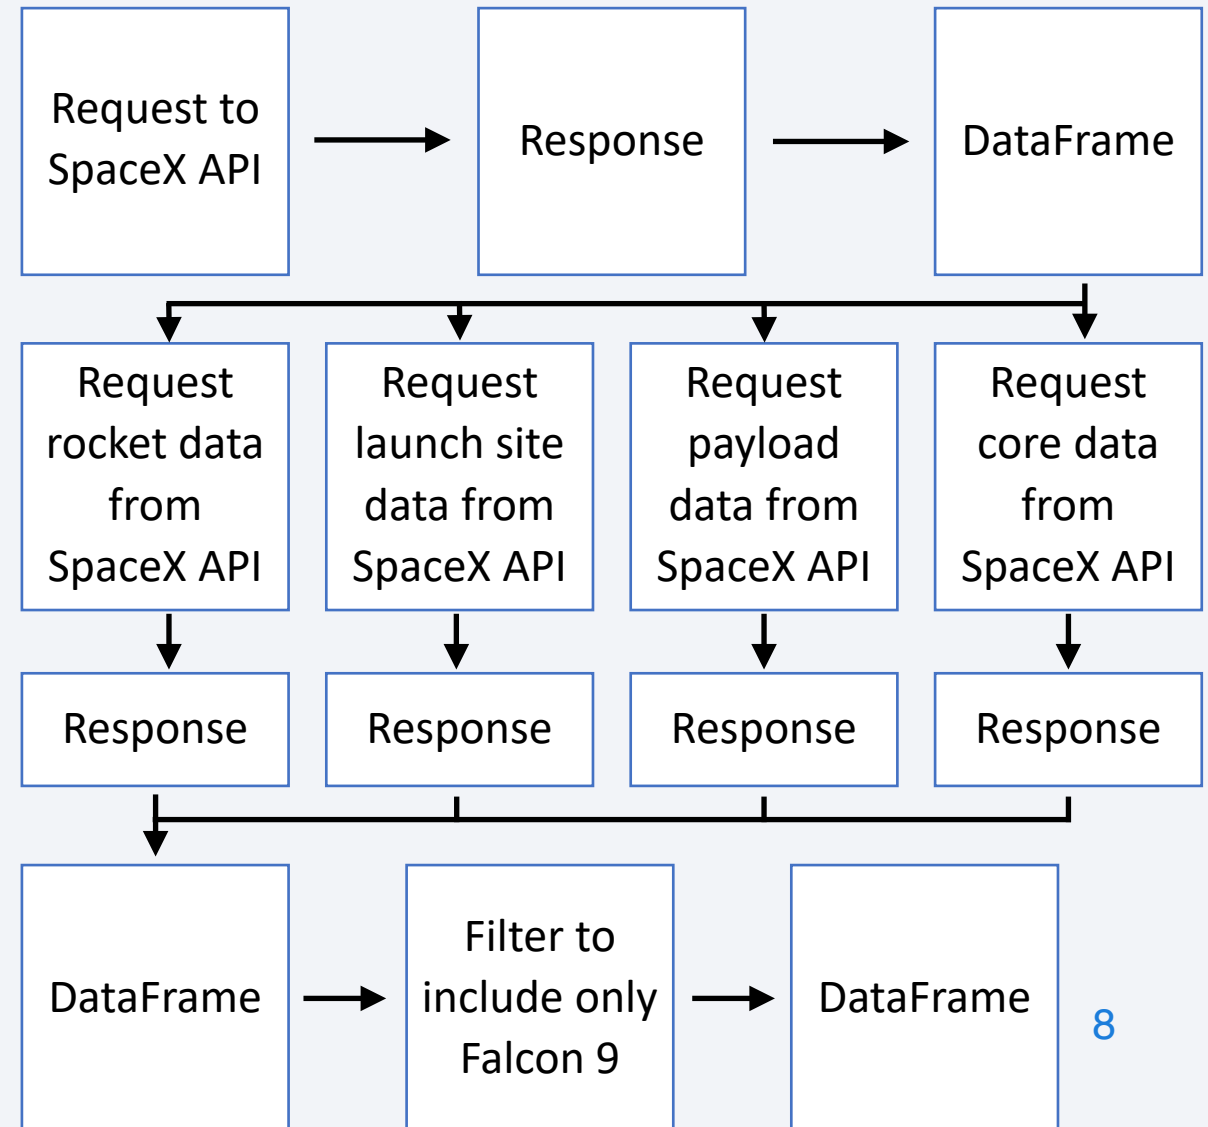 Request to
SpaceX API
Response
DataFrame
Request
rocket data
from
SpaceX API
Request
launch site
data from
SpaceX API
Request
payload
data from
SpaceX API
Request
core data
from
SpaceX API
Response
Response
Response
Response
DataFrame
Filter to
include only
Falcon 9
DataFrame
8